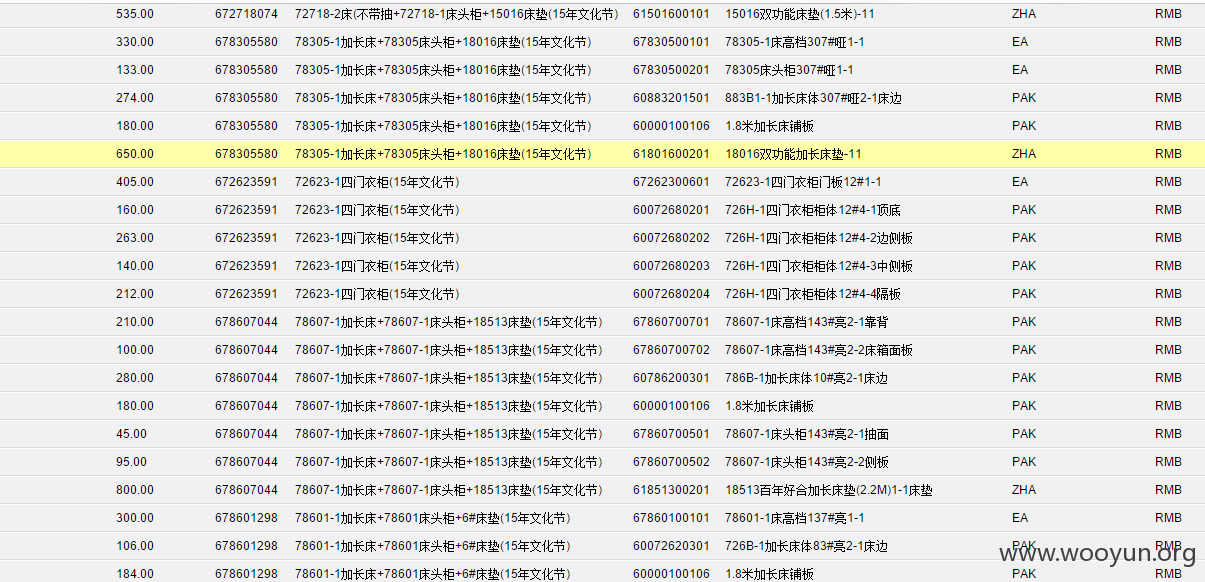 535.00 672718074 72718-2床(不带抽+72718-1床头柜+15016床垫(15年文化节) 61501600101 15016双功能床垫(1.5米)-11 ZHA RMB
330.00 678305580 78305-1加长床+78305床头柜+18016床垫(15年文化节) 67830500101 78305-1床高档307#哑1-1 EA RMB
133.00 678305580 78305-1加长床+78305床头柜+18016床垫(15年文化节) 67830500201 78305床头柜307#哑1-1 EA RMB
274.00 678305580 78305-1加长床+78305床头柜+18016床垫(15年文化节) 60883201501 883B1-1加长床体307#哑2-1床边 PAK RMB
180.00 678305580 78305-1加长床+78305床头柜+18016床垫(15年文化节) 60000100106 1.8米加长床铺板 PAK RMB
650.00 678305580 78305-1加长床+78305床头柜+18016床垫(15年文化节) 61801600201 18016双功能加长床垫-11 ZHA RMB
405.00 672623591 72623-1四门衣柜(15年文化节) 67262300601 72623-1四门衣柜门板12#1-1 EA RMB
160.00 672623591 72623-1四门衣柜(15年文化节) 60072680201 726H-1四门衣柜柜体12#4-1顶底 PAK RMB
263.00 672623591 72623-1四门衣柜(15年文化节) 60072680202 726H-1四门衣柜柜体12#4-2边侧板 PAK RMB
140.00 672623591 72623-1四门衣柜(15年文化节) 60072680203 726H-1四门衣柜柜体12#4-3中侧板 PAK RMB
212.00 672623591 72623-1四门衣柜(15年文化节) 60072680204 726H-1四门衣柜柜体12#4-4隔板 PAK RMB
210.00 678607044 78607-1加长床+78607-1床头柜+18513床垫(15年文化节) 67860700701 78607-1床高档143#亮2-1靠背 PAK RMB
100.00 678607044 78607-1加长床+78607-1床头柜+18513床垫(15年文化节) 67860700702 78607-1床高档143#亮2-2床箱面板 PAK RMB
280.00 678607044 78607-1加长床+78607-1床头柜+18513床垫(15年文化节) 60786200301 786B-1加长床体10#亮2-1床边 PAK RMB
180.00 678607044 78607-1加长床+78607-1床头柜+18513床垫(15年文化节) 60000100106 1.8米加长床铺板 PAK RMB
45.00 678607044 78607-1加长床+78607-1床头柜+18513床垫(15年文化节) 67860700501 78607-1床头柜143#亮2-1抽面 PAK RMB
95.00 678607044 78607-1加长床+78607-1床头柜+18513床垫(15年文化节) 67860700502 78607-1床头柜143#亮2-2侧板 PAK RMB
800.00 678607044 78607-1加长床+78607-1床头柜+18513床垫(15年文化节) 61851300201 18513百年好合加长床垫(2.2M)1-1床垫 ZHA RMB
300.00 678601298 78601-1加长床+78601床头柜+6#床垫(15年文化节) 67860100101 78601-1床高档137#亮1-1 EA RMB
106.00 678601298 78601-1加长床+78601床头柜+6#床垫(15年文化节) 60072620301 726B-1加长床体83#亮2-1床边 PAK RMB
www.wooyun.org
184.00 678601298 78601-1加长床+78601床头柜+6#床垫(15年文化节) 60000100106 1.8米加长床铺板 PAK RMB